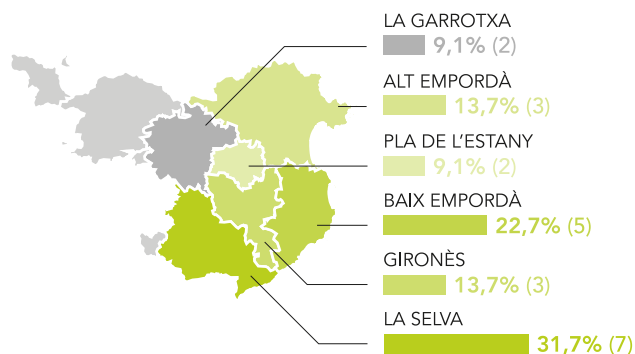 LA GARROTXA
9,1% (2)
ALT EMPORDÀ
13,7% (3)
PLA DE L'ESTANY
9,1% (2)
BAIX EMPORDÀ
22,7% (5)
GIRONÈS
13,7% (3)
LA SELVA
31,7% (7)